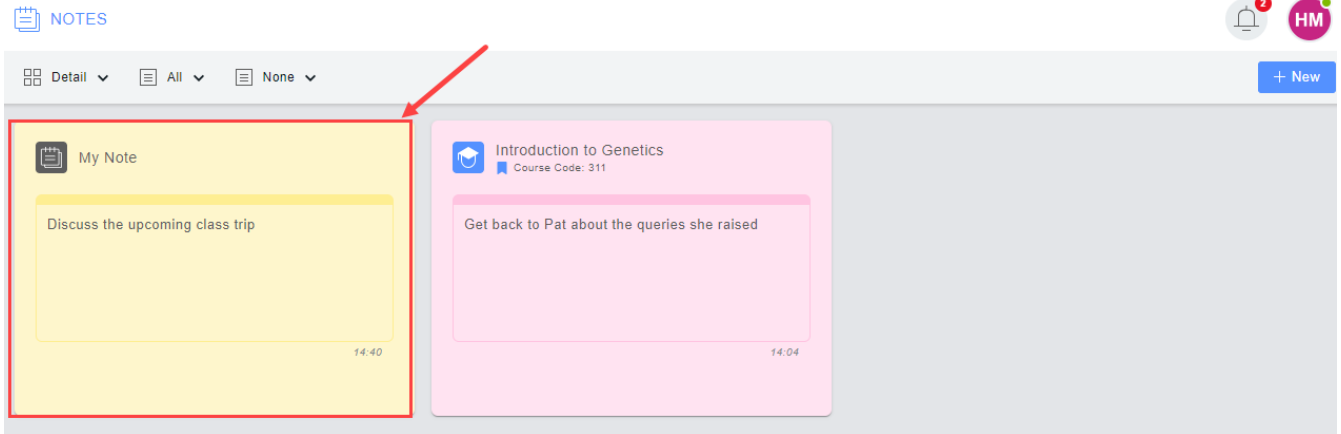 NOTES
2
HM
Detail All None
+ New
My Note
Introduction to Genetics
Course Code: 311
Discuss the upcoming class trip
Get back to Pat about the queries she raised
14:40
14:04